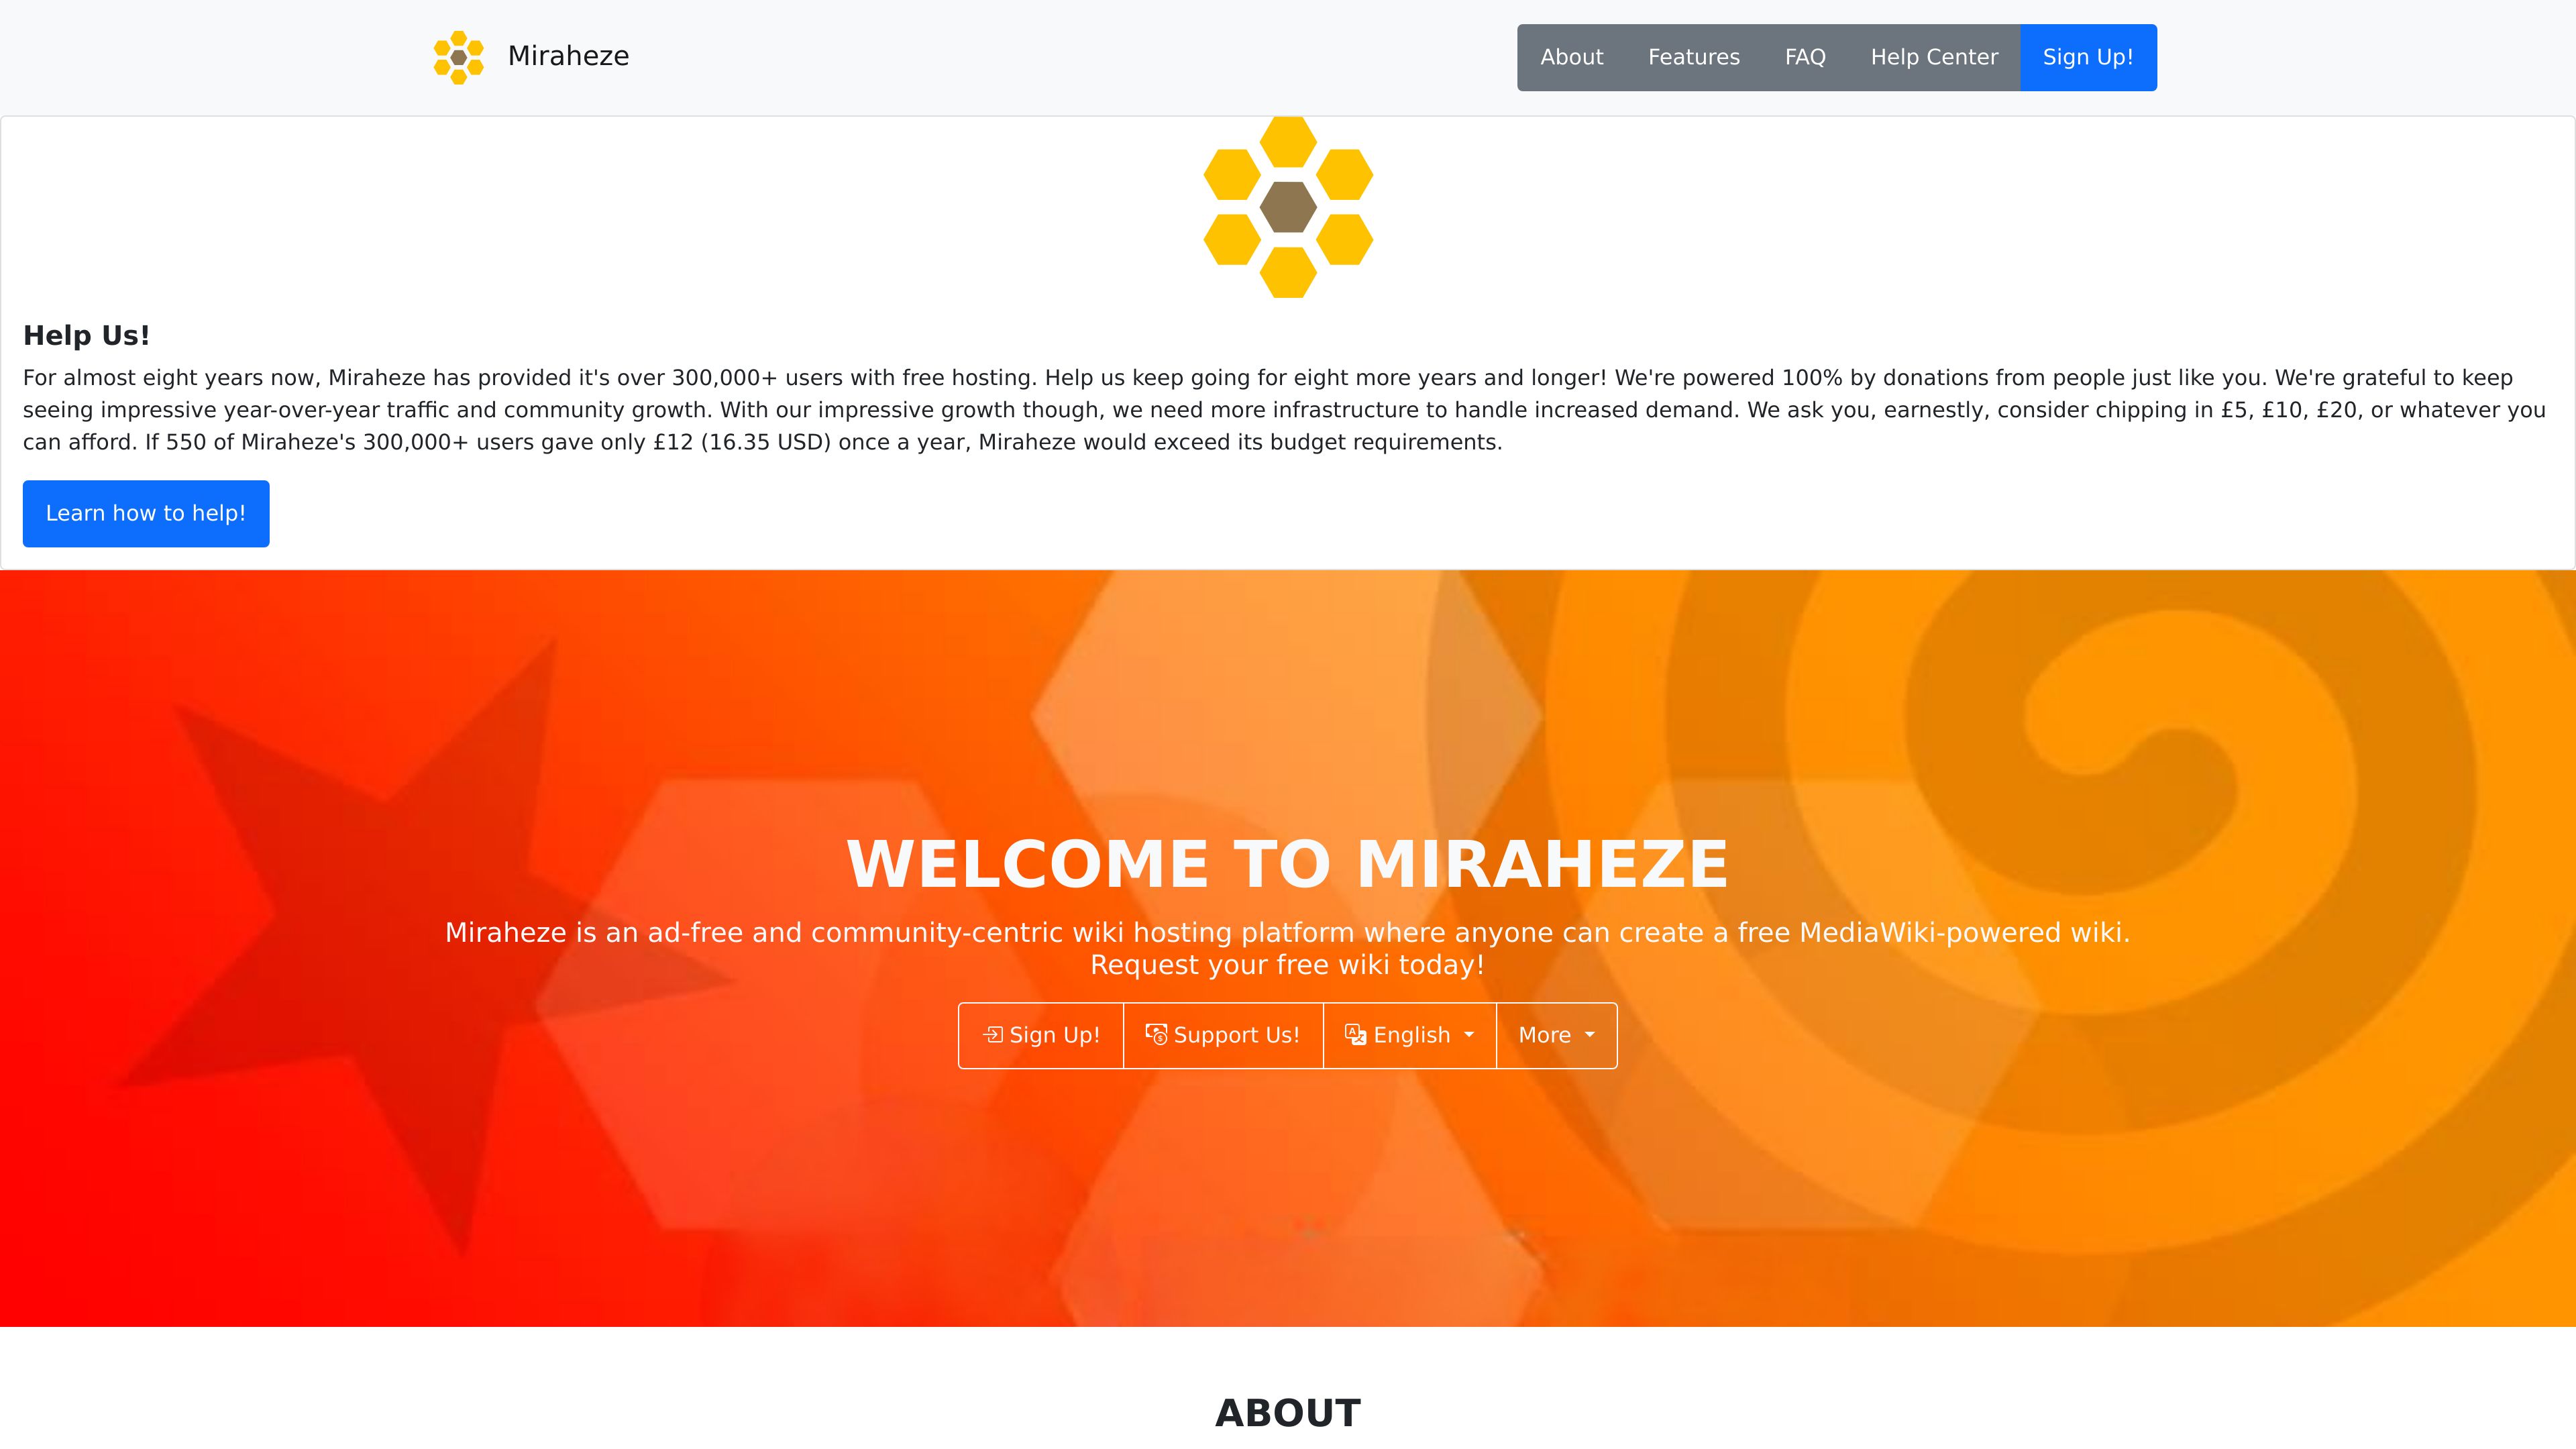 Miraheze
About
Features
FAQ
Help Center
Sign Up!
Help Us!
For almost eight years now, Miraheze has provided it's over 300,000+ users with free hosting. Help us keep going for eight more years and longer! We're powered 100% by donations from people just like you. We're grateful to keep
seeing impressive year-over-year traffic and community growth. With our impressive growth though, we need more infrastructure to handle increased demand. We ask you, earnestly, consider chipping in £5, £10, £20, or whatever you
can afford. If 550 of Miraheze's 300,000+ users gave only £12 (16.35 USD) once a year, Miraheze would exceed its budget requirements.
Learn how to help!
WELCOME TO MIRAHEZE
Miraheze is an ad-free and community-centric wiki hosting platform where anyone can create a free MediaWiki-powered wiki.
Request your free wiki today!
Sign Up!
Support Us!
English
More
ABOUT